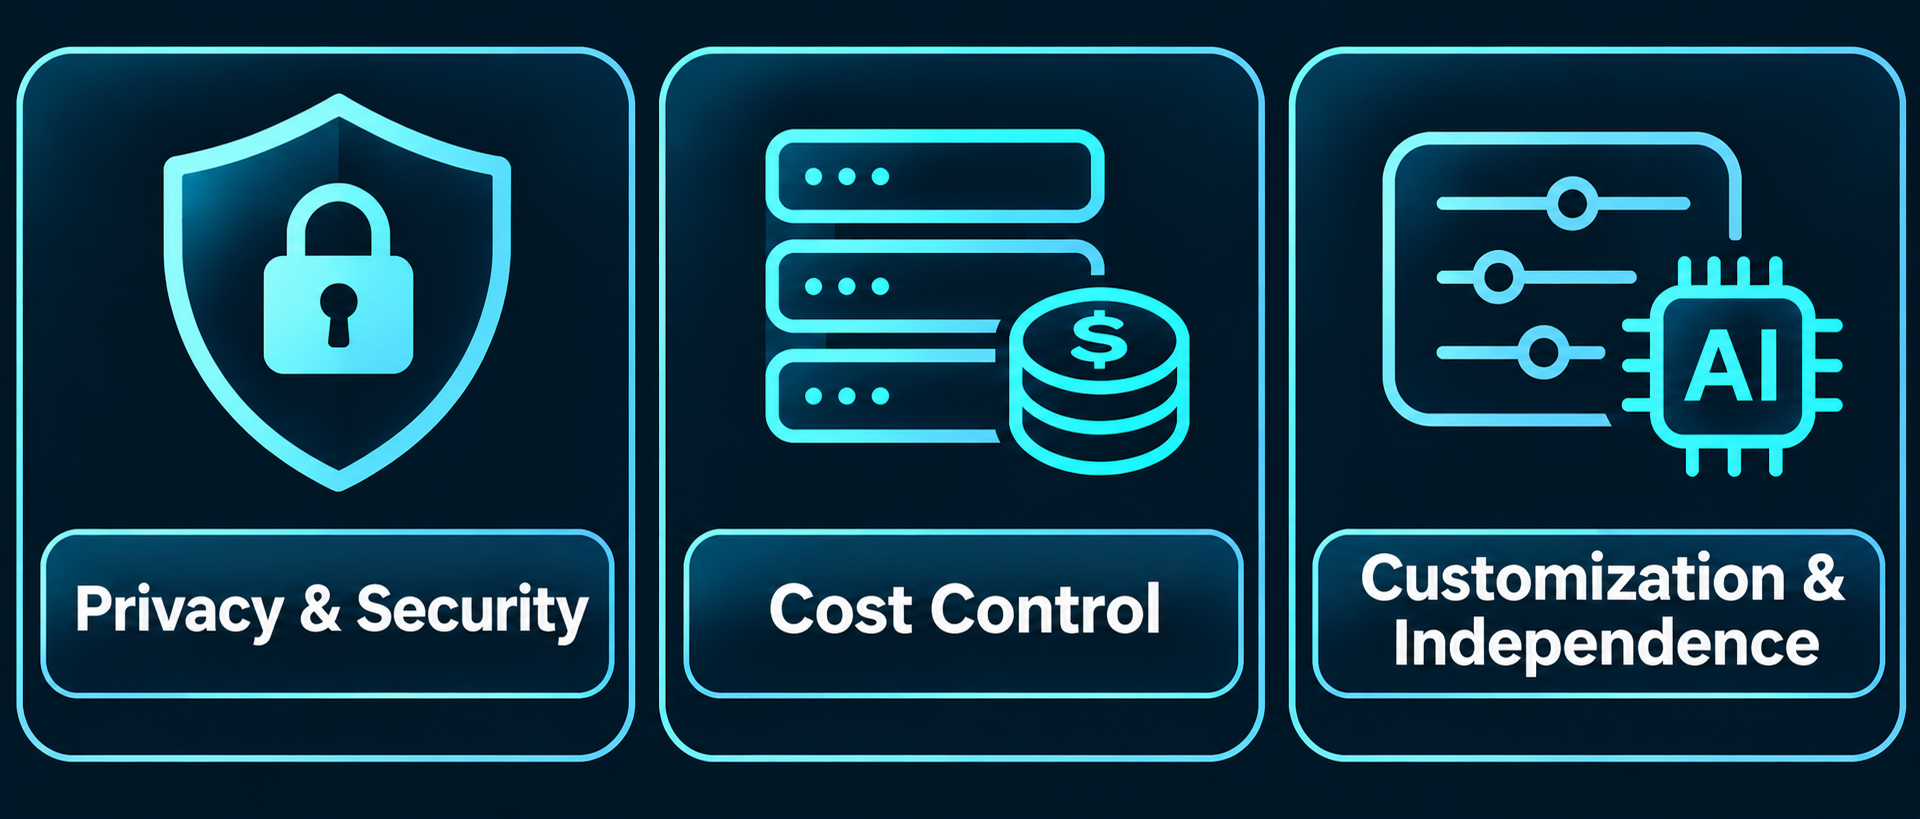 $
AI
Privacy & Security
Cost Control
Customization &
Independence